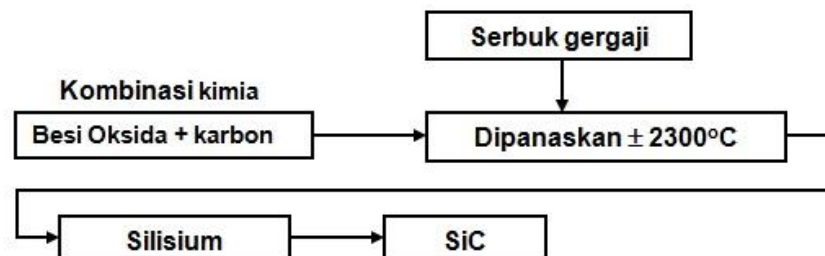 Serbuk gergaji
Kombinasi kimia
Besi Oksida + karbon
Dipanaskan ± 2300°C
Silisium
SiC